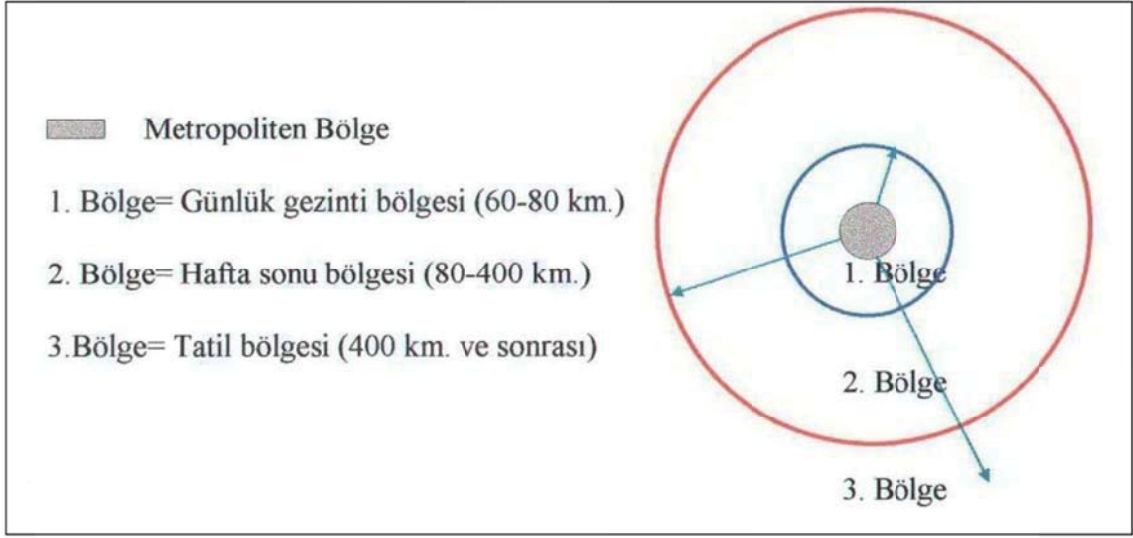 Metropoliten Bölge
1. Bölge= Günlük gezinti bölgesi (60-80 km.)
2. Bölge= Hafta sonu bölgesi (80-400 km.)
3.Bölge= Tatil bölgesi (400 km. ve sonrası)
1. Bölge
2. Bölge
3. Bölge